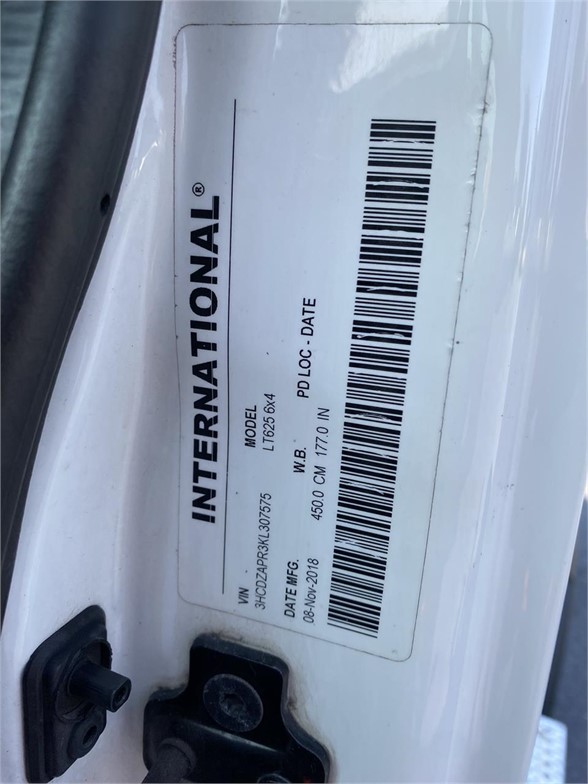 INTERNATIONAL®
VIN MODEL
3HCDZAPR3KL307575 LT625 6x4
DATE MFG. W.B. PD LOC - DATE
08-Nov-2018 450.0 CM 177.0 IN